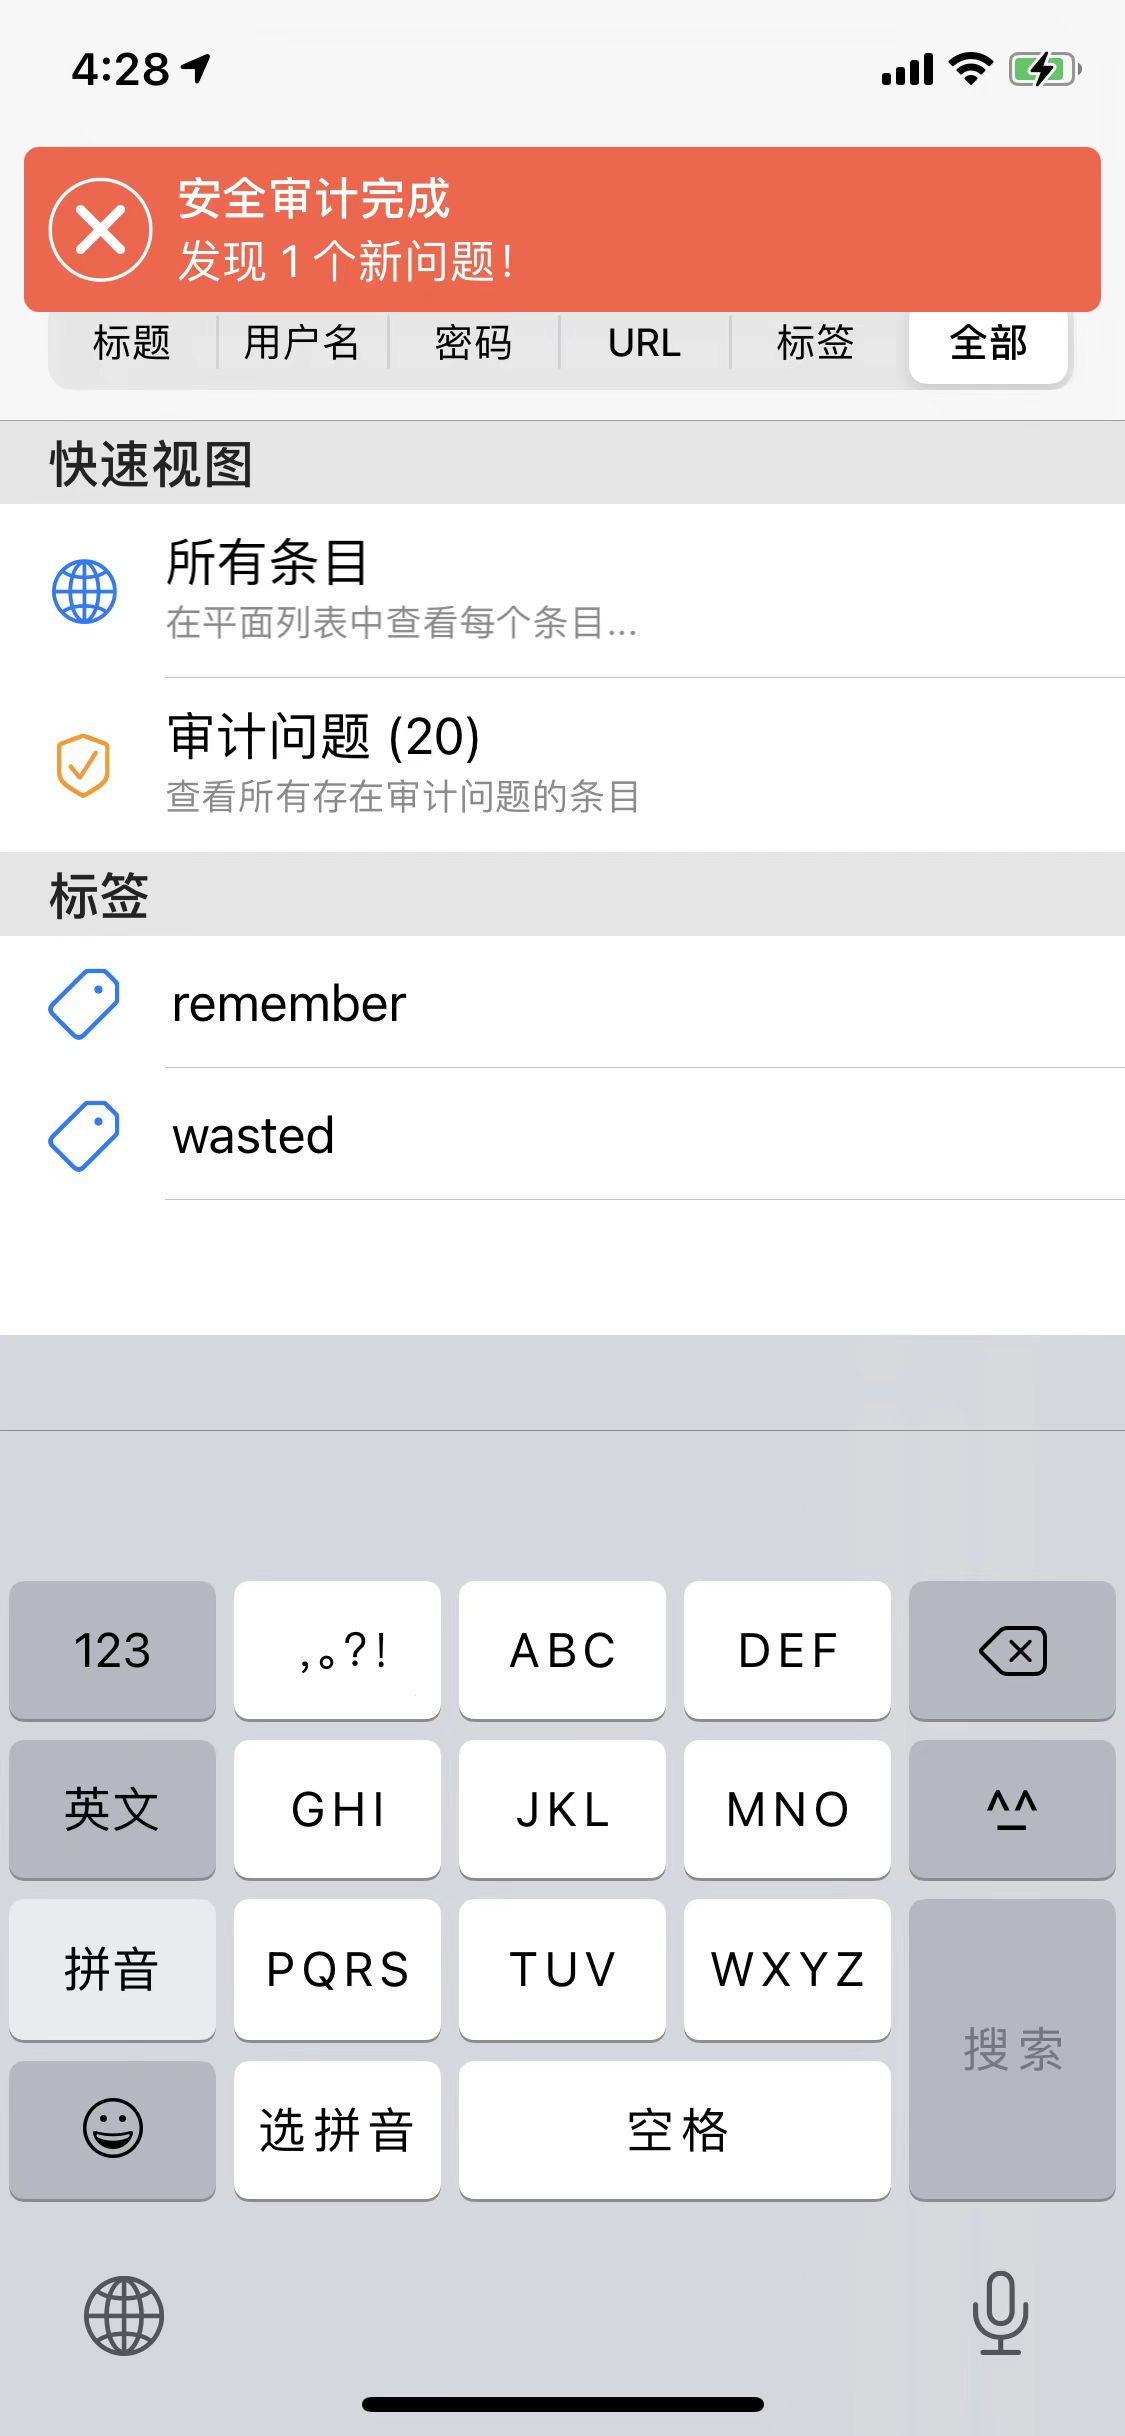 4:28
安全审计完成
发现 1 个新问题！
标题 用户名 密码 URL 标签 全部
快速视图
所有条目
在平面列表中查看每个条目...
审计问题 (20)
查看所有存在审计问题的条目
标签
remember
wasted
123 ,。?! ABC DEF
英文 GHI JKL MNO ^^
拼音 PQRS TUV WXYZ
搜索
选拼音 空格